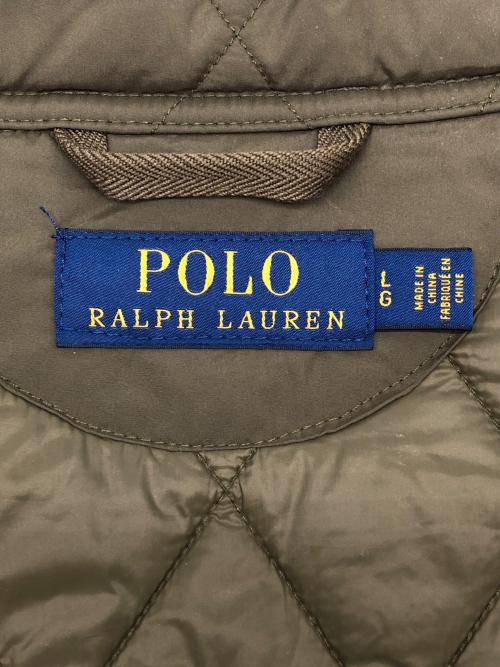 POLO
RALPH LAUREN
L
G
MADE IN
CHINA
FABRIQUÉ EN
CHINE